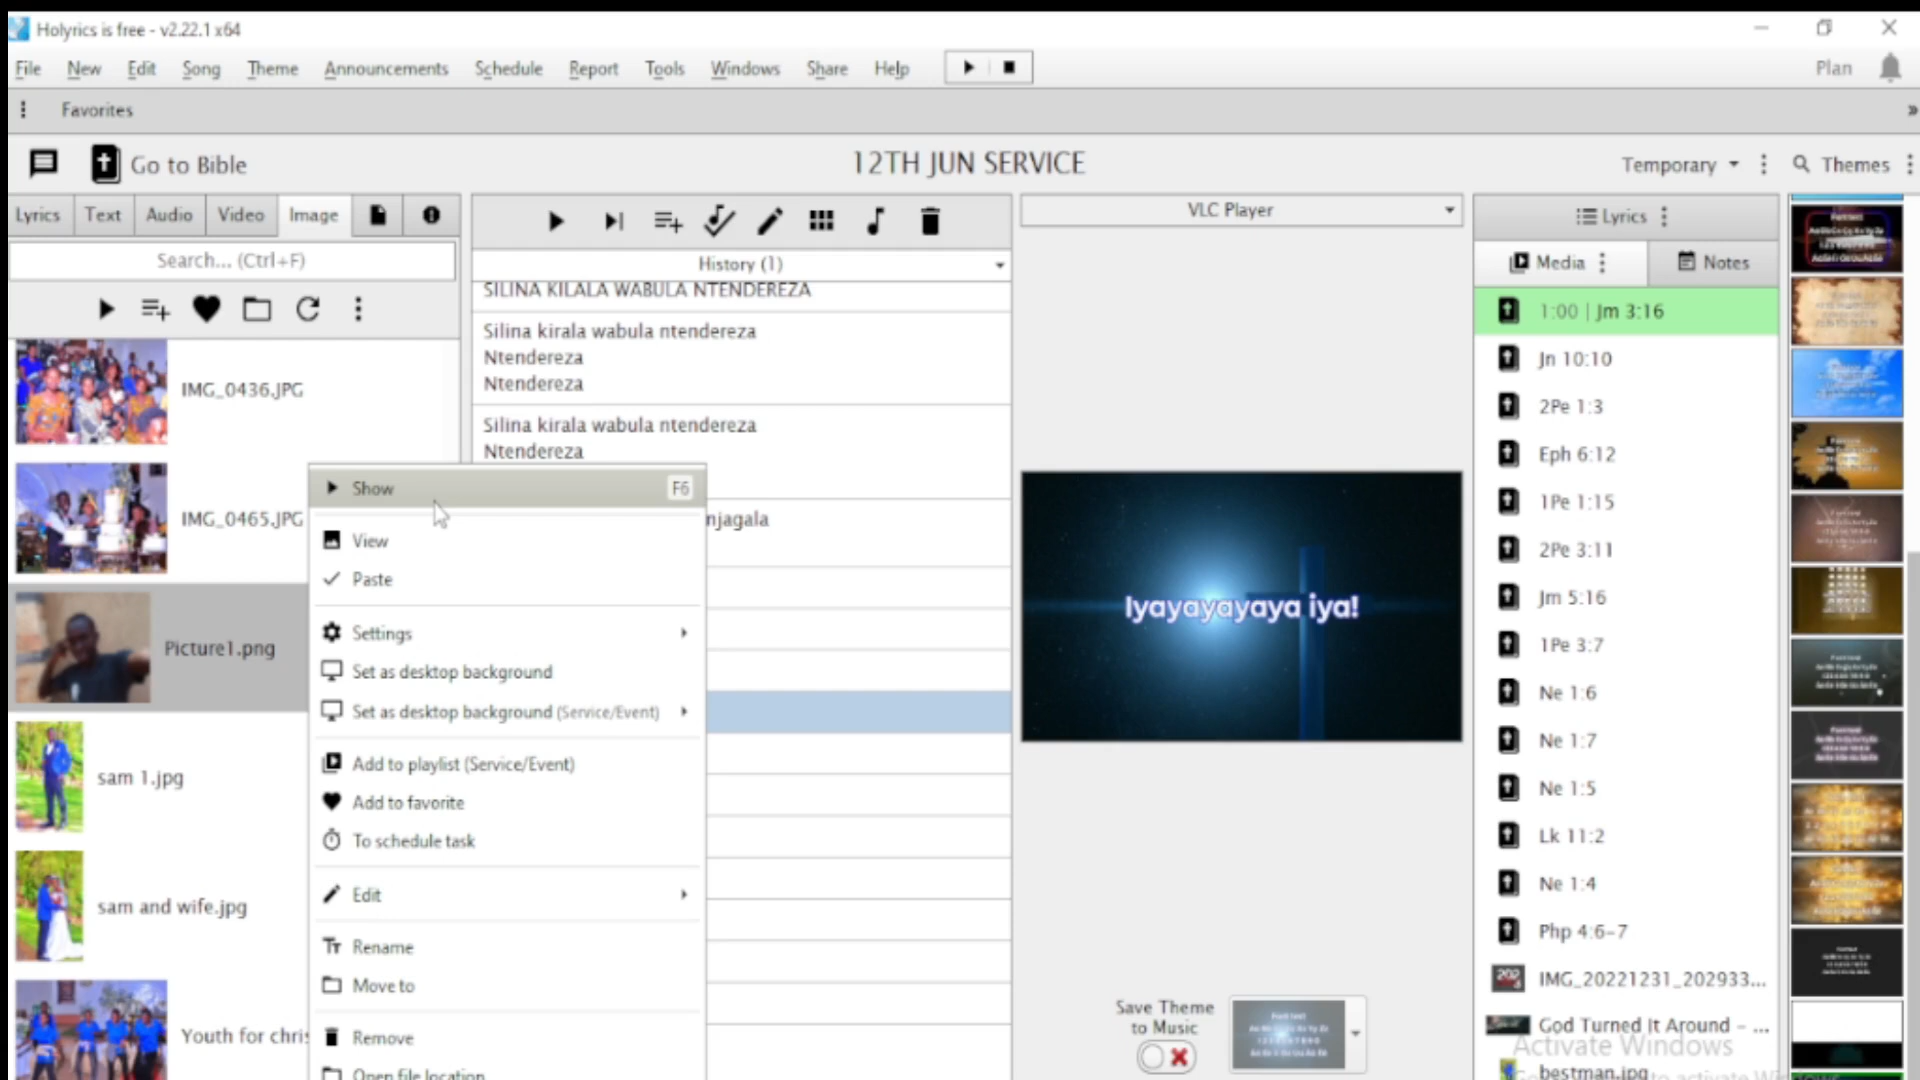 Holyrics is free - v2.22.1 x64
File New Edit Song Theme Announcements Schedule Report Tools Windows Share Help
Plan
Favorites
Go to Bible
12TH JUN SERVICE
Temporary
Themes
Lyrics Text Audio Video Image
Search... (Ctrl+F)
IMG_0436.JPG
IMG_0465.JPG
Picture1.png
sam 1.jpg
sam and wife.jpg
Youth for chris
Show F6
View
Paste
Settings
Set as desktop background
Set as desktop background (Service/Event)
Add to playlist (Service/Event)
Add to favorite
To schedule task
Edit
Rename
Move to
Remove
Open file location
History (1)
SILINA KILALA WABULA NTENDEREZA
Silina kirala wabula ntendereza
Ntendereza
Ntendereza
Silina kirala wabula ntendereza
Ntendereza
njagala
VLC Player
Iyayayayaya iya!
Save Theme
to Music
Lyrics
Media Notes
1:00 | Jm 3:16
Jn 10:10
2Pe 1:3
Eph 6:12
1Pe 1:15
2Pe 3:11
Jm 5:16
1Pe 3:7
Ne 1:6
Ne 1:7
Ne 1:5
Lk 11:2
Ne 1:4
Php 4:6-7
IMG_20221231_202933...
God Turned It Around - ...
bestman.jpg
Activate Windows